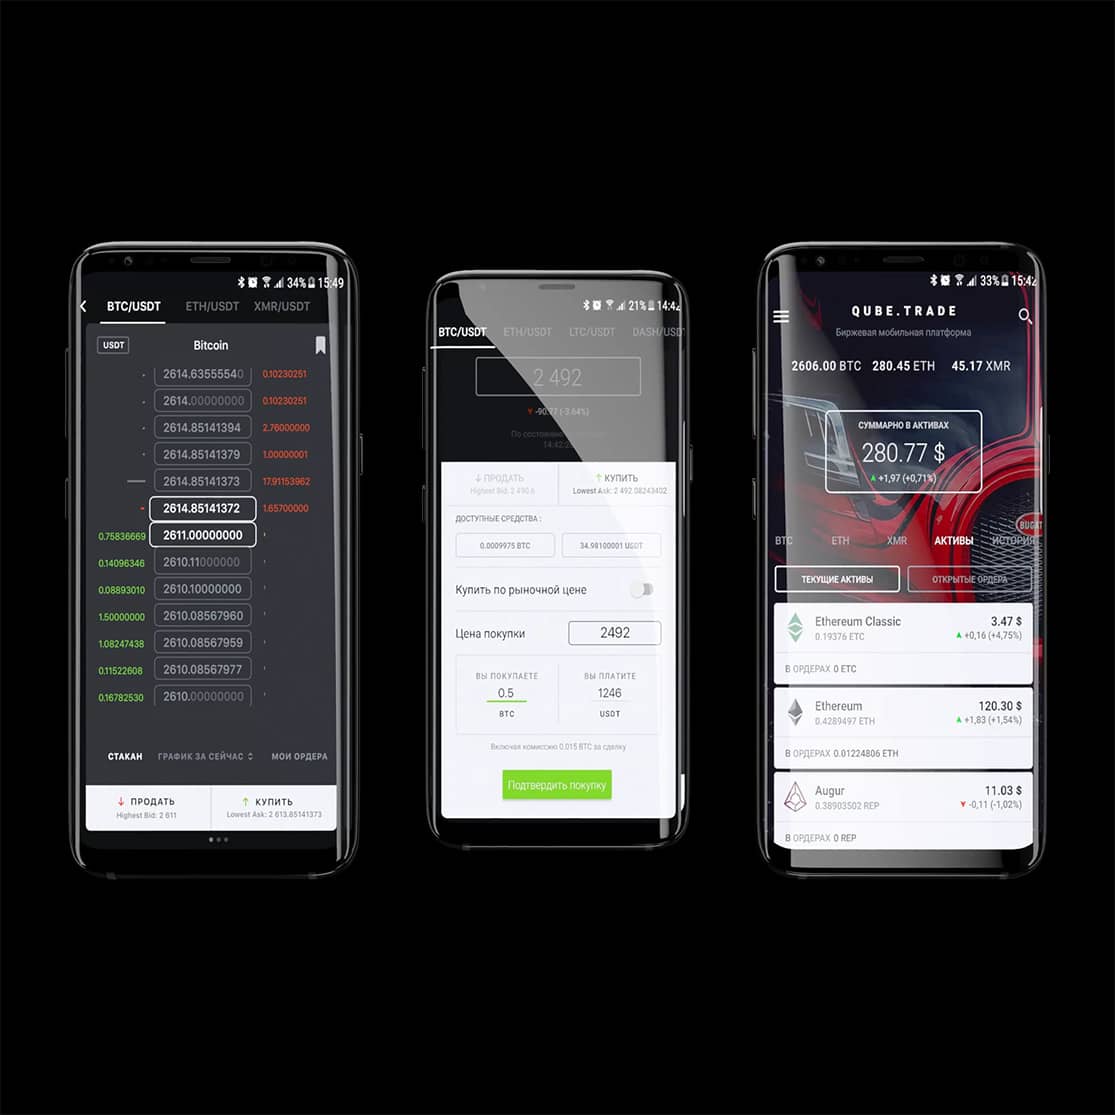 34% 15:49
BTC/USDT ETH/USDT XMR/USDT
USDT Bitcoin
2614.63555540 0.10230251
2614.00000000 0.10230251
2614.85141394 2.76000000
2614.85141379 1.00000001
2614.85141373 17.91153962
2614.85141372 1.65700000
0.75836669 2611.00000000
0.14096346 2610.11000000
0.08893010 2610.10000000
1.50000000 2610.08567960
1.08247438 2610.08567959
0.11522608 2610.08567977
0.16782530 2610.00000000
СТАКАН ГРАФИК ЗА СЕЙЧАС МОИ ОРДЕРА
↓ ПРОДАТЬ ↑ КУПИТЬ
Highest Bid: 2 611 Lowest Ask: 2 613.85141373
21% 14:42
BTC/USDT ETH/USDT LTC/USDT DASH/USDT
2 492
▼ -90.77 (-3.64%)
По состоянию
14:42:
↓ ПРОДАТЬ ↑ КУПИТЬ
Highest Bid: 2 490.6 Lowest Ask: 2 492.08243402
ДОСТУПНЫЕ СРЕДСТВА :
0.0009975 BTC 34.98100001 USDT
Купить по рыночной цене
Цена покупки 2492
ВЫ ПОКУПАЕТЕ ВЫ ПЛАТИТЕ
0.5 1246
BTC USDT
Включая комиссию 0.015 BTC за сделку
Подтвердить покупку
33% 15:42
QUBE.TRADE
Биржевая мобильная платформа
2606.00 BTC 280.45 ETH 45.17 XMR
СУММАРНО В АКТИВАХ
280.77 $
▲ +1,97 (+0,71%)
BUGAT
BTC ETH XMR АКТИВЫ ИСТОРИЯ
ТЕКУЩИЕ АКТИВЫ ОТКРЫТЫЕ ОРДЕРА
Ethereum Classic 3.47 $
0.19376 ETC ▲ +0,16 (+4,75%)
В ОРДЕРАХ 0 ETC
Ethereum 120.30 $
0.4289497 ETH ▲ +1,83 (+1,54%)
В ОРДЕРАХ 0.01224806 ETH
Augur 11.03 $
0.38903502 REP ▼ -0,11 (-1,02%)
В ОРДЕРАХ 0 REP